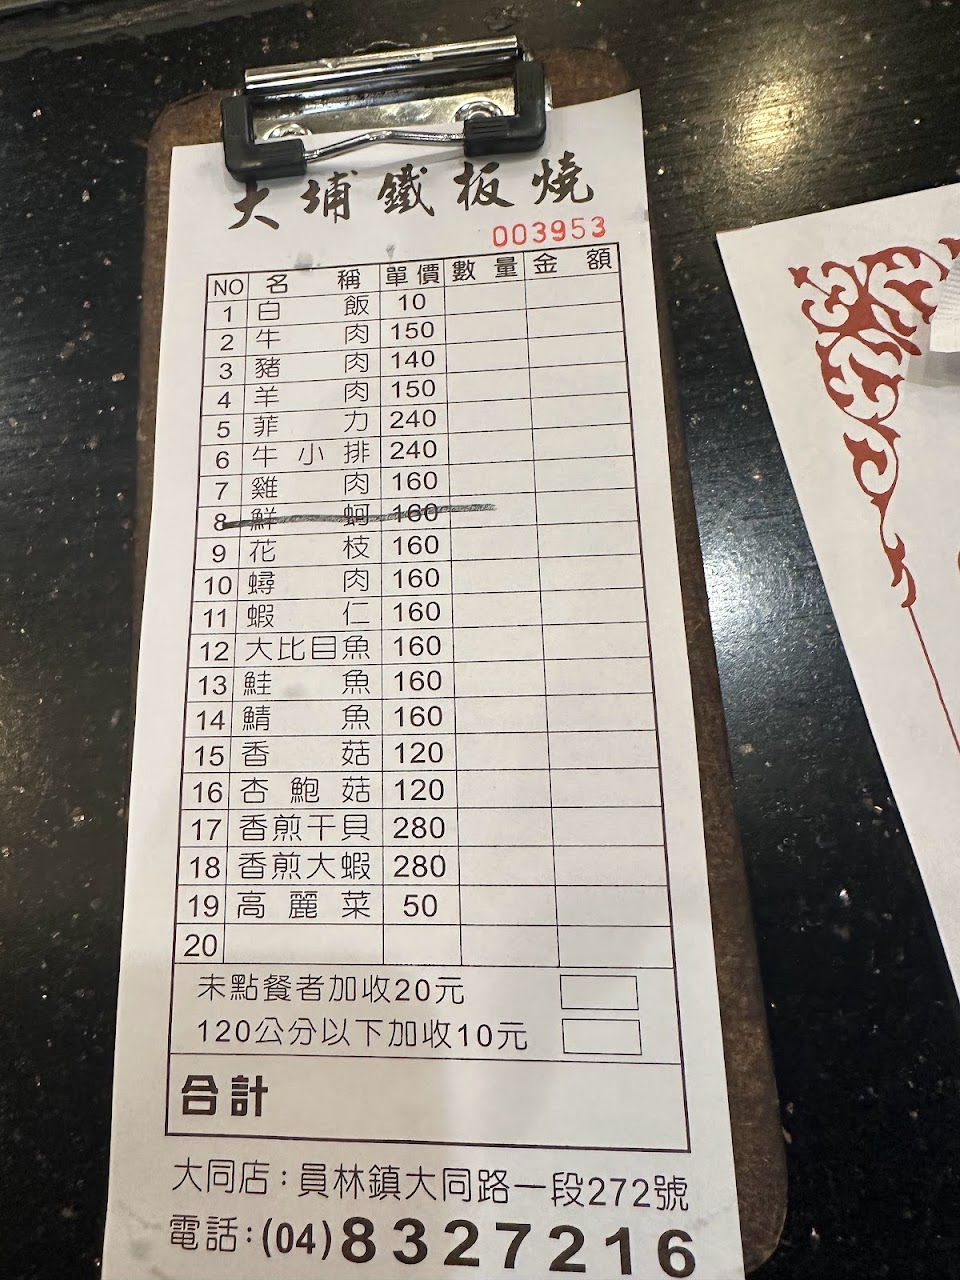 大埔鐵板燒
003953
NO 名稱 單價 數量 金額
1 白飯 10
2 牛肉 150
3 豬肉 140
4 羊肉 150
5 菲力 240
6 牛小排 240
7 雞肉 160
8 鮮蚵 160
9 花枝 160
10 蟳肉 160
11 蝦仁 160
12 大比目魚 160
13 鮭魚 160
14 鯖魚 160
15 香菇 120
16 杏鮑菇 120
17 香煎干貝 280
18 香煎大蝦 280
19 高麗菜 50
20
未點餐者加收20元
120公分以下加收10元
合計
大同店:員林鎮大同路一段272號
電話:(04)8327216